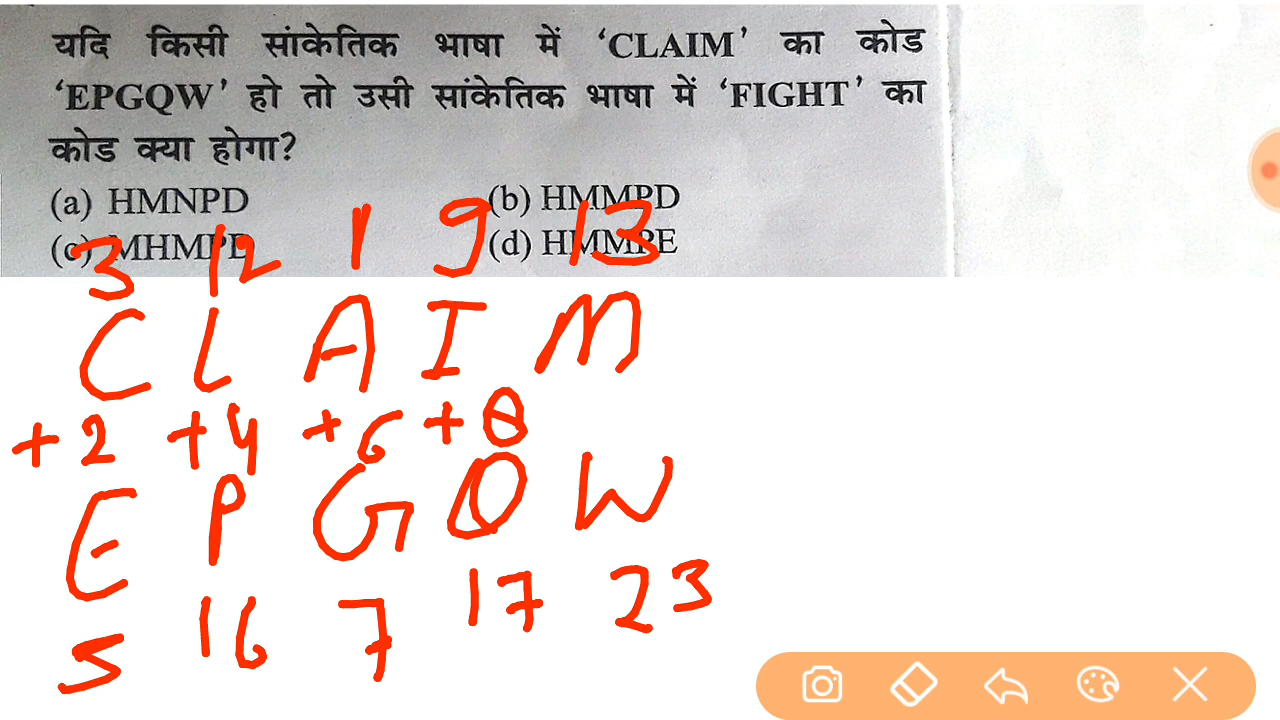 यदि किसी सांकेतिक भाषा में ‘CLAIM’ का कोड
‘EPGQW’ हो तो उसी सांकेतिक भाषा में ‘FIGHT’ का
कोड क्या होगा?
(a) HMNPD (b) HMMPD
(c) MHMPD (d) HMMPE
3 12 1 9 13
C L A I M
+2 +4 +6 +8
E P G Q W
5 16 7 17 23